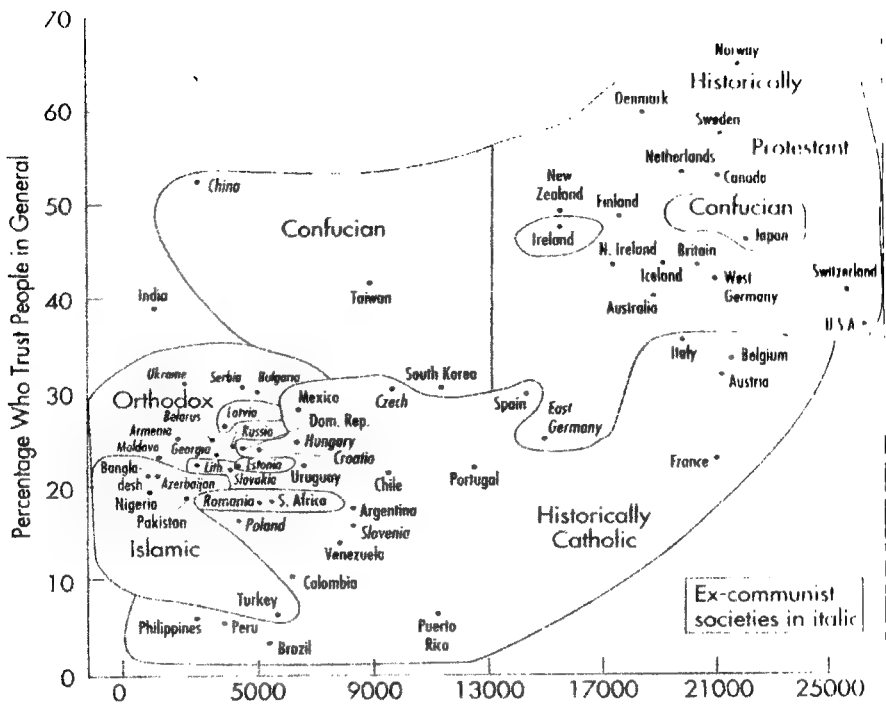 Percentage Who Trust People in General
70
60
50
40
30
20
10
0
0
5000
9000
13000
17000
21000
25000
Norway
Historically
Denmark
Sweden
Protestant
Netherlands
Canada
China
New
Zealand
Finland
Confucian
Confucian
Ireland
Japan
N. Ireland
Britain
Iceland
West
Germany
Switzerland
India
Taiwan
Australia
U.S.A
Italy
Belgium
Austria
Ukraine
Serbia
Bulgaria
South Korea
Mexico
Czech
Spain
Orthodox
Latvia
East
Germany
Belarus
Dom. Rep.
Armenia
Russia
Hungary
Moldova
Georgia
Croatia
Bangla-
desh
Lith
Estonia
Slovakia
Uruguay
Chile
Portugal
France
Azerbaijan
Nigeria
Romania
S. Africa
Pakistan
Poland
Argentina
Slovenia
Historically
Catholic
Islamic
Venezuela
Colombia
Turkey
Ex-communist
societies in italic
Philippines
Peru
Brazil
Puerto
Rico